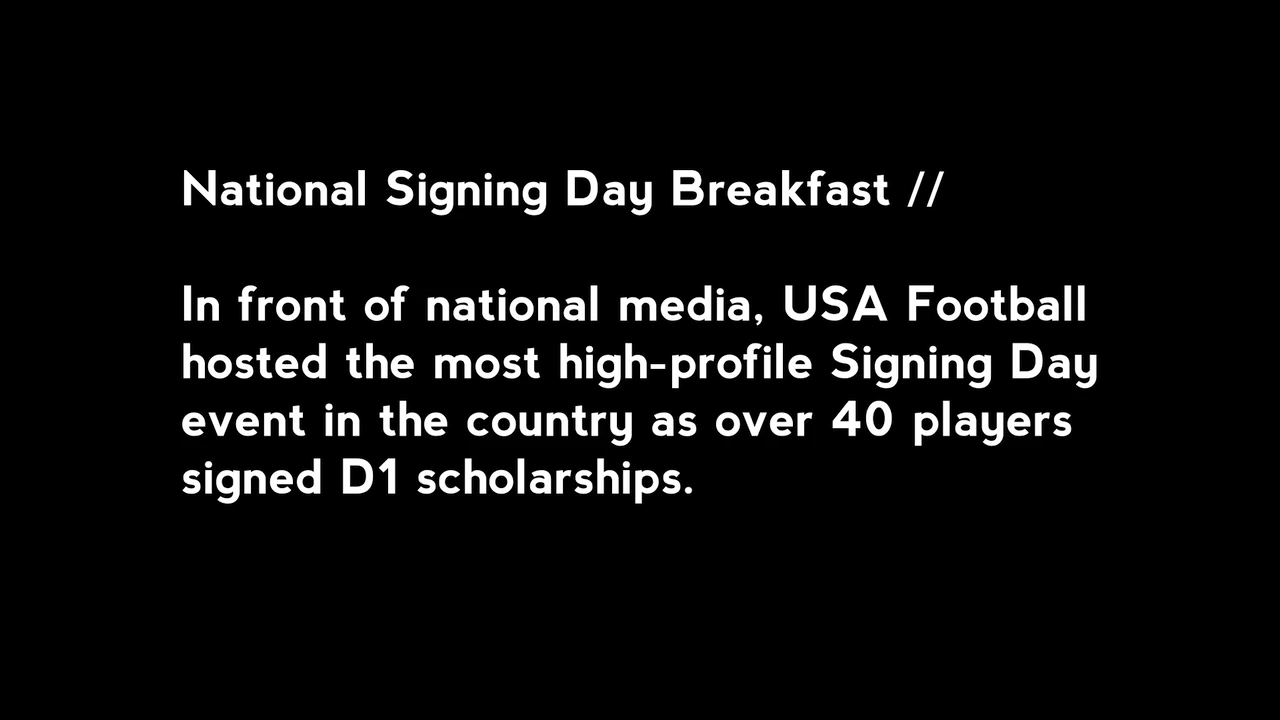 National Signing Day Breakfast //
In front of national media, USA Football
hosted the most high-profile Signing Day
event in the country as over 40 players
signed D1 scholarships.